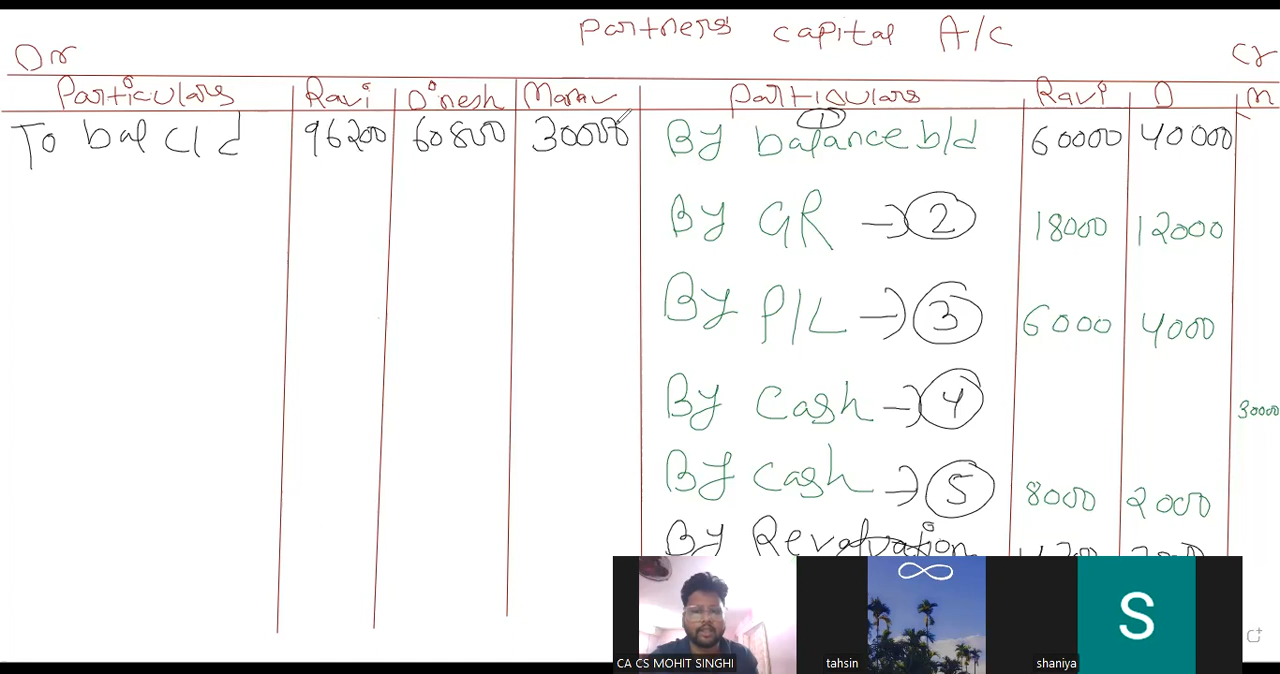 Partners' capital A/C
Dr Cr
Particulars Ravi Dinesh Manav Particulars Ravi D M
To bal c/d 96200 60800 30000 By balance b/d 60000 40000
1
By GR → 2 18000 12000
By P/L → 3 6000 4000
By Cash → 4 30000
By Cash → 5 8000 2000
By Revaluation
CA CS MOHIT SINGHI tahsin shaniya
S